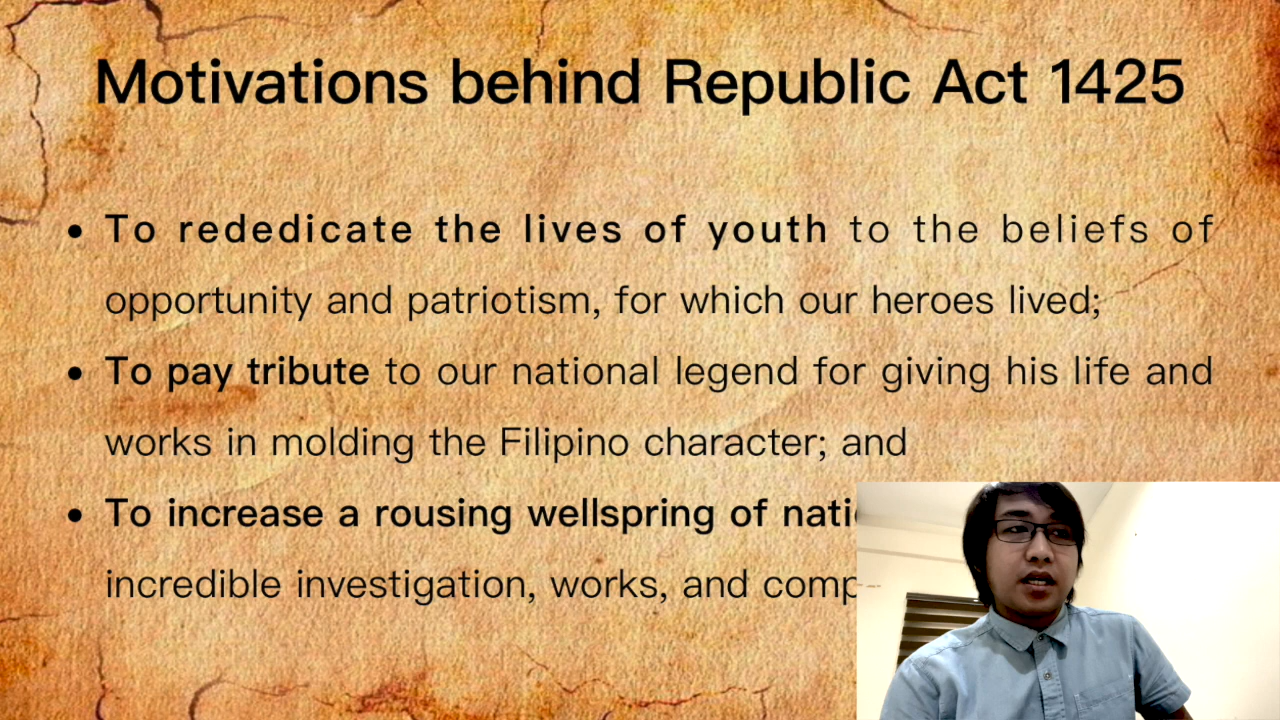 Motivations behind Republic Act 1425
• To rededicate the lives of youth to the beliefs of
opportunity and patriotism, for which our heroes lived;
• To pay tribute to our national legend for giving his life and
works in molding the Filipino character; and
• To increase a rousing wellspring of
incredible investigation, works, and